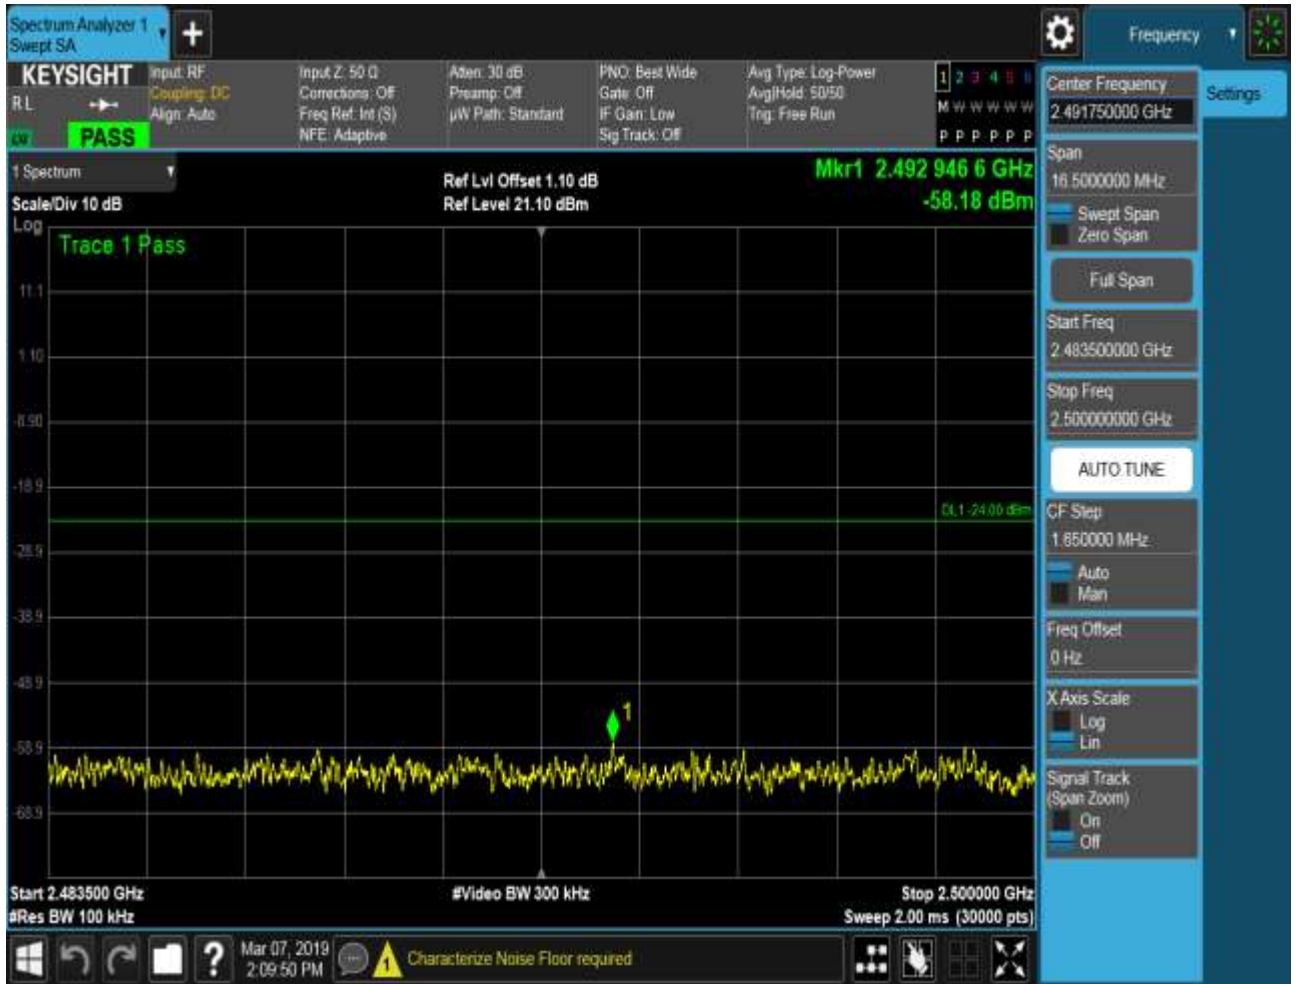 Spectrum Analyzer 1
Swept SA
Frequency
KEYSIGHT
R L
PASS
Input: RF
Coupling: DC
Align: Auto
Input Z: 50 Ω
Corrections: Off
Freq Ref: Int (S)
NFE: Adaptive
Atten: 30 dB
Preamp: Off
µW Path: Standard
PNO: Best Wide
Gate: Off
IF Gain: Low
Sig Track: Off
Avg Type: Log-Power
Avg|Hold: 50/50
Trig: Free Run
1 2 3 4 5 6
M W W W W W
P P P P P P
1 Spectrum
Scale/Div 10 dB
Log
Ref Lvl Offset 1.10 dB
Ref Level 21.10 dBm
Mkr1 2.492 946 6 GHz
-58.18 dBm
Trace 1 Pass
11.1
1.10
-8.90
-18.9
DL1 -24.00 dBm
-28.9
-38.9
-48.9
1
-58.9
-68.9
Start 2.483500 GHz
#Res BW 100 kHz
#Video BW 300 kHz
Stop 2.500000 GHz
Sweep 2.00 ms (30000 pts)
Center Frequency
2.491750000 GHz
Settings
Span
16.5000000 MHz
Swept Span
Zero Span
Full Span
Start Freq
2.483500000 GHz
Stop Freq
2.500000000 GHz
AUTO TUNE
CF Step
1.650000 MHz
Auto
Man
Freq Offset
0 Hz
X Axis Scale
Log
Lin
Signal Track
(Span Zoom)
On
Off
?
Mar 07, 2019
2:09:50 PM
1
Characterize Noise Floor required